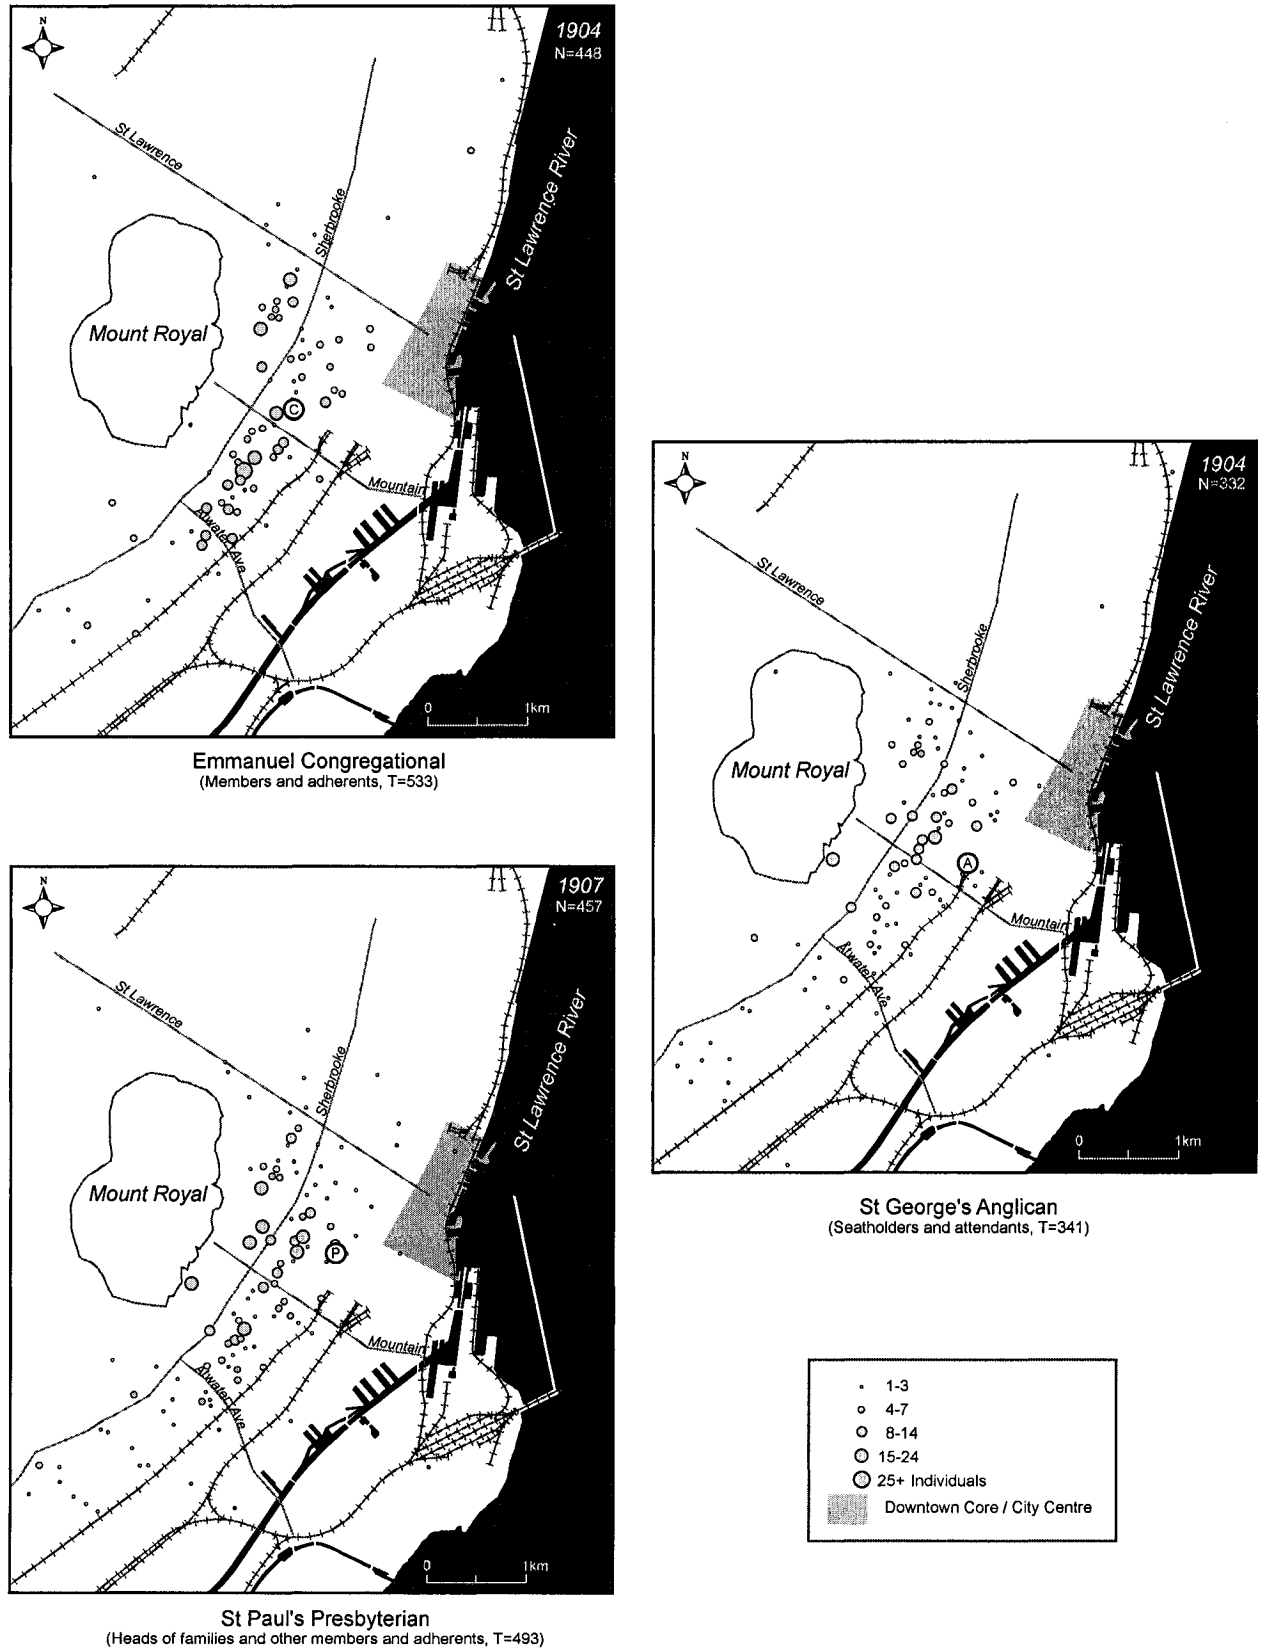 N
1904
N=448
St Lawrence
Sherbrooke
St Lawrence River
Mount Royal
C
Mountain
Atwater Ave
0 1km
Emmanuel Congregational
(Members and adherents, T=533)
N
1904
N=332
St Lawrence
Sherbrooke
St Lawrence River
Mount Royal
A
Mountain
Atwater Ave
0 1km
St George's Anglican
(Seatholders and attendants, T=341)
N
1907
N=457
St Lawrence
Sherbrooke
St Lawrence River
Mount Royal
P
Mountain
Atwater Ave
0 1km
St Paul's Presbyterian
(Heads of families and other members and adherents, T=493)
1-3
4-7
8-14
15-24
25+ Individuals
Downtown Core / City Centre